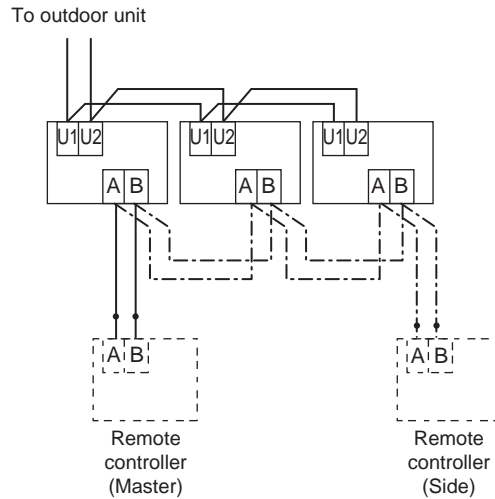 To outdoor unit
U1 U2 U1 U2 U1 U2
A B A B A B
A B A B
Remote controller (Master)
Remote controller (Side)